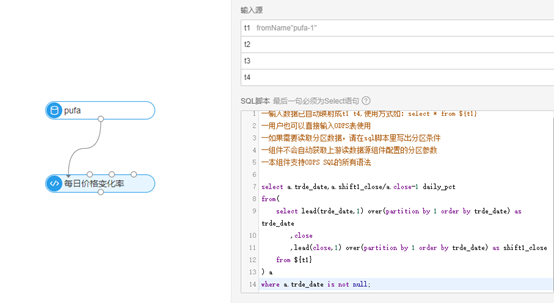 输入源
t1 fromName"pufa-1"
t2
t3
t4
pufa
每日价格变化率
SQL脚本 最后一句必须为Select语句 ?
1 --输入数据已自动映射成t1-t4,使用方式如: select * from ${t1}
2 --用户也可以直接输入ODPS表使用
3 --如果需要读取分区数据,请在sql脚本里写出分区条件
4 --组件不会自动获取上游读数据源组件配置的分区参数
5 --本组件支持ODPS SQL的所有语法
6
7 select a.trde_date,a.shift1_close/a.close-1 daily_pct
8 from(
9 select lead(trde_date,1) over(partition by 1 order by trde_date) as
trde_date
10 ,close
11 ,lead(close,1) over(partition by 1 order by trde_date) as shift1_close
12 from ${t1}
13 ) a
14 where a.trde_date is not null;